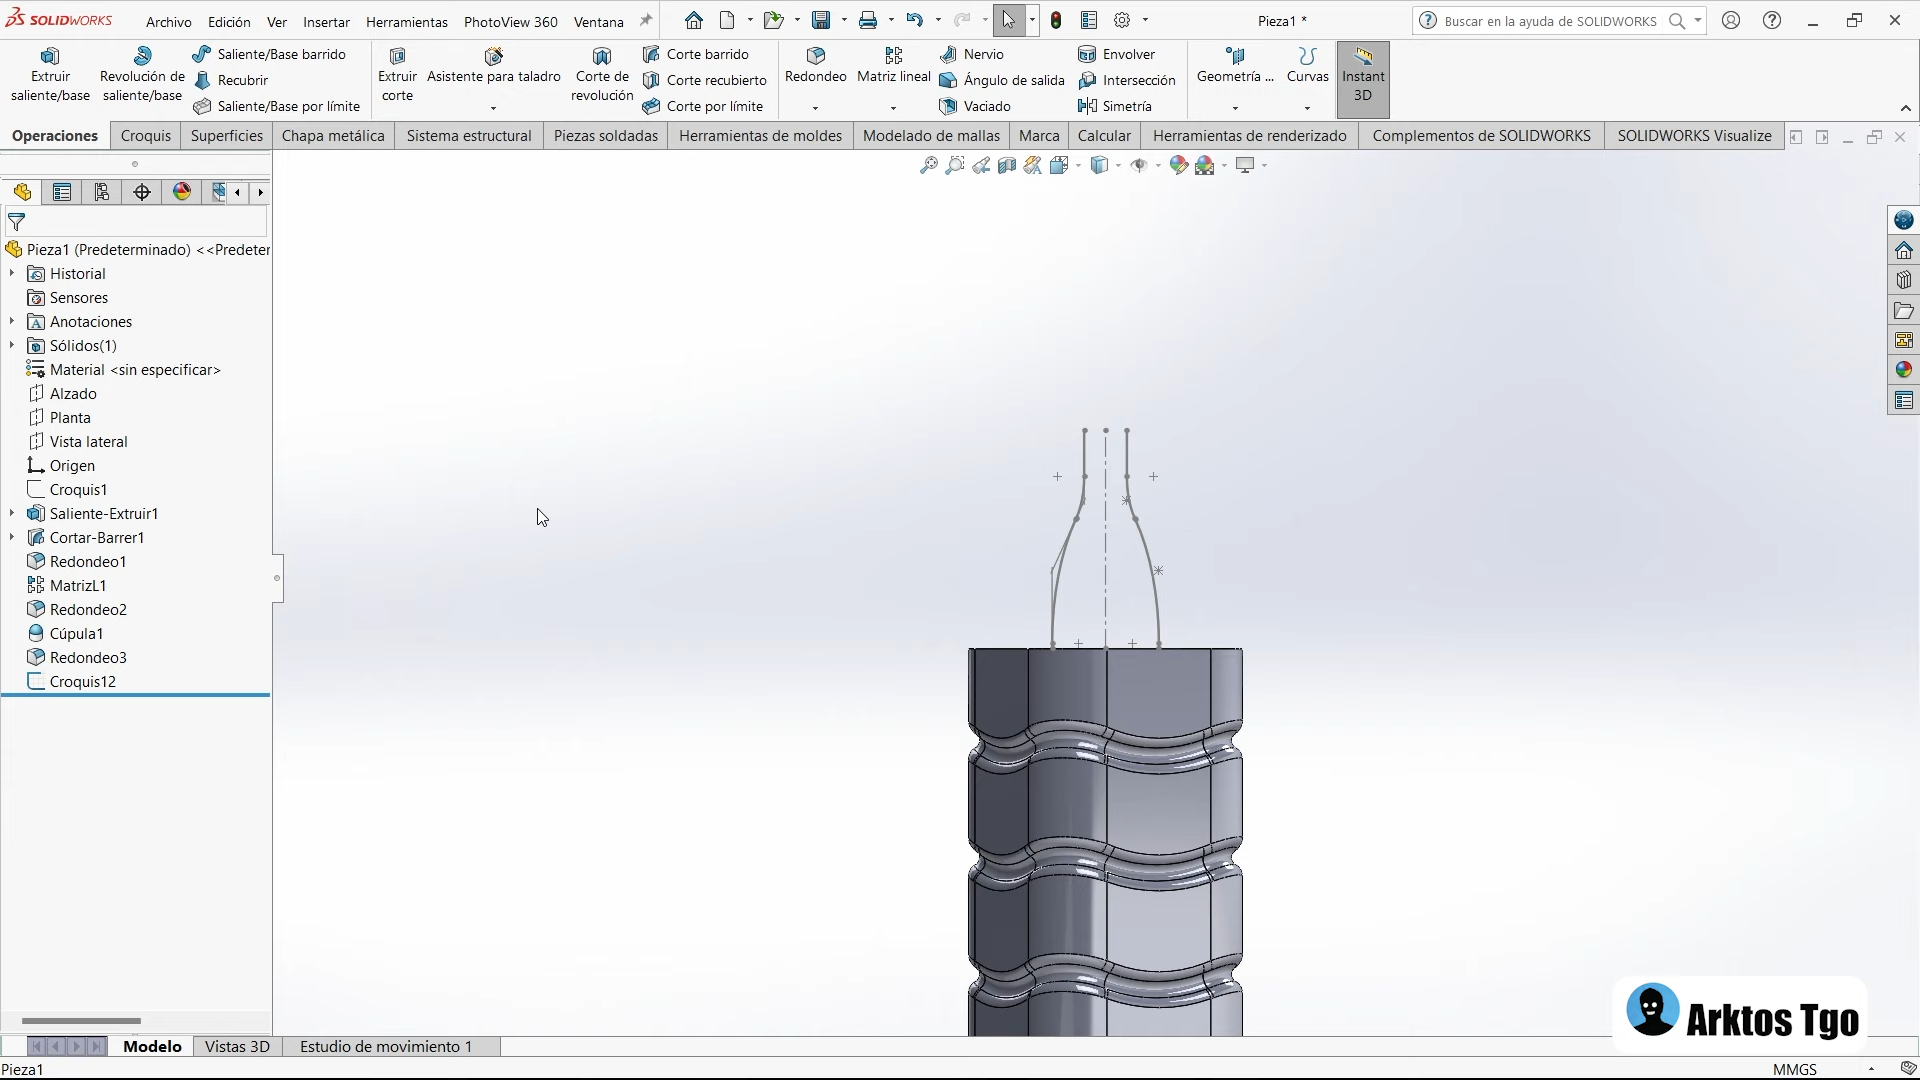 SOLIDWORKS
Archivo Edición Ver Insertar Herramientas PhotoView 360 Ventana
Pieza1 *
Buscar en la ayuda de SOLIDWORKS
Extruir saliente/base
Revolución de saliente/base
Saliente/Base barrido
Recubrir
Saliente/Base por límite
Extruir corte
Asistente para taladro
Corte de revolución
Corte barrido
Corte recubierto
Corte por límite
Redondeo
Matriz lineal
Nervio
Ángulo de salida
Vaciado
Envolver
Intersección
Simetría
Geometría ...
Curvas
Instant 3D
Operaciones Croquis Superficies Chapa metálica Sistema estructural Piezas soldadas Herramientas de moldes Modelado de mallas Marca Calcular Herramientas de renderizado Complementos de SOLIDWORKS SOLIDWORKS Visualize
Pieza1 (Predeterminado) <<Predeter
Historial
Sensores
Anotaciones
Sólidos(1)
Material <sin especificar>
Alzado
Planta
Vista lateral
Origen
Croquis1
Saliente-Extruir1
Cortar-Barrer1
Redondeo1
MatrizL1
Redondeo2
Cúpula1
Redondeo3
Croquis12
Arktos Tgo
Modelo Vistas 3D Estudio de movimiento 1
Pieza1
MMGS